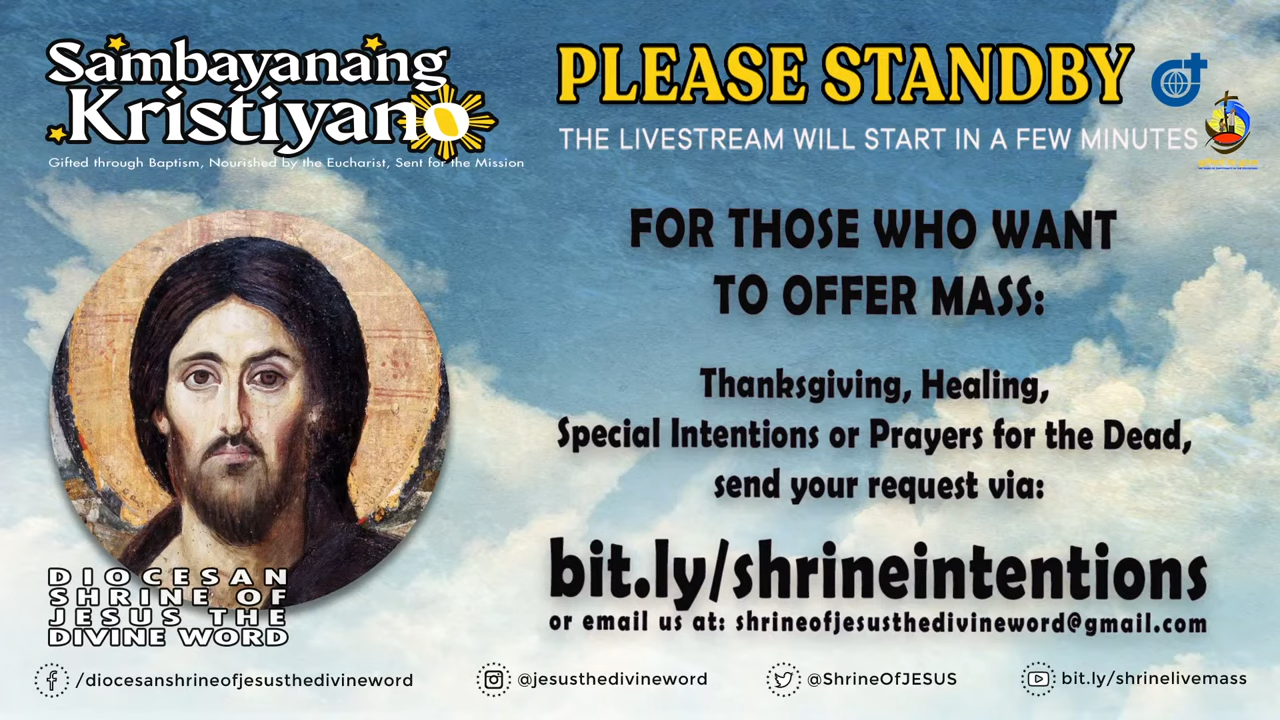 Sambayanang
Kristiyano
Gifted through Baptism, Nourished by the Eucharist, Sent for the Mission
PLEASE STANDBY
THE LIVESTREAM WILL START IN A FEW MINUTES
FOR THOSE WHO WANT
TO OFFER MASS:
Thanksgiving, Healing,
Special Intentions or Prayers for the Dead,
send your request via:
bit.ly/shrineintentions
or email us at: shrineofjesusthedivineword@gmail.com
DIOCESAN
SHRINE OF
JESUS THE
DIVINE WORD
/diocesanshrineofjesusthedivineword
@jesusthedivineword
@ShrineOfJESUS
bit.ly/shrinelivemass